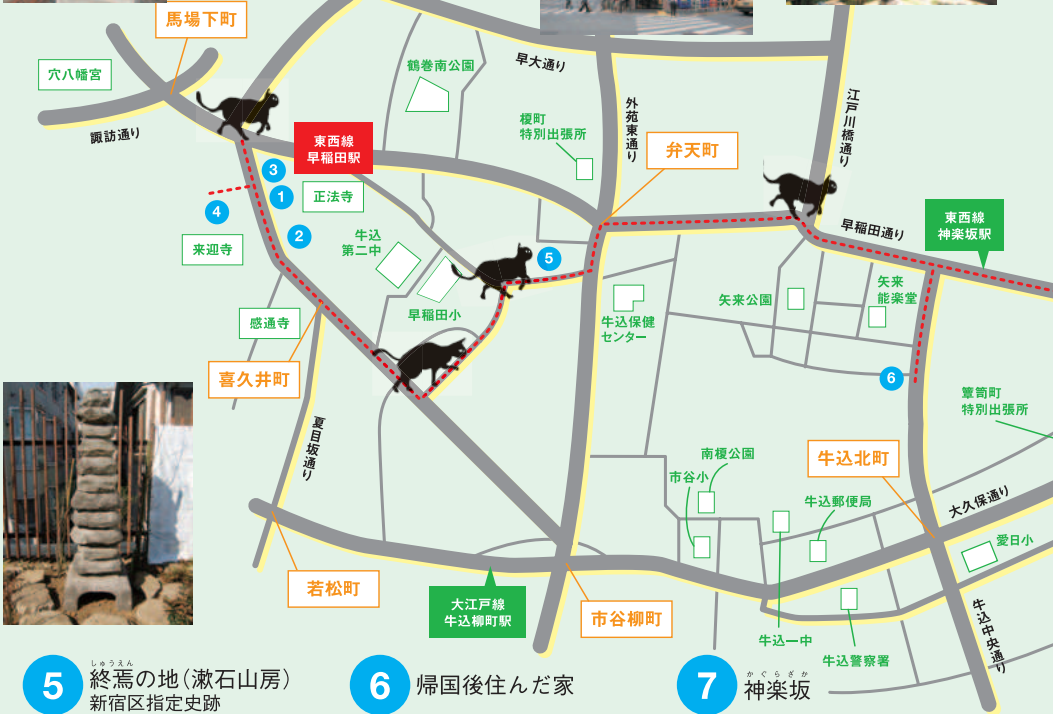 馬場下町
穴八幡宮
諏訪通り
鶴巻南公園
早大通り
榎町
特別出張所
外苑東通り
江戸川橋通り
弁天町
東西線
早稲田駅
3
1
正法寺
4
2
来迎寺
牛込
第二中
5
早稲田通り
東西線
神楽坂駅
早稲田小
牛込保健
センター
矢来公園
矢来
能楽堂
感通寺
喜久井町
6
箪笥町
特別出張所
夏目坂通り
南榎公園
市谷小
牛込北町
牛込郵便局
大久保通り
愛日小
若松町
大江戸線
牛込柳町駅
市谷柳町
牛込一中
牛込警察署
牛込中央通り
5
しゅうえん
終焉の地(漱石山房)
新宿区指定史跡
6
帰国後住んだ家
7
かぐらざか
神楽坂